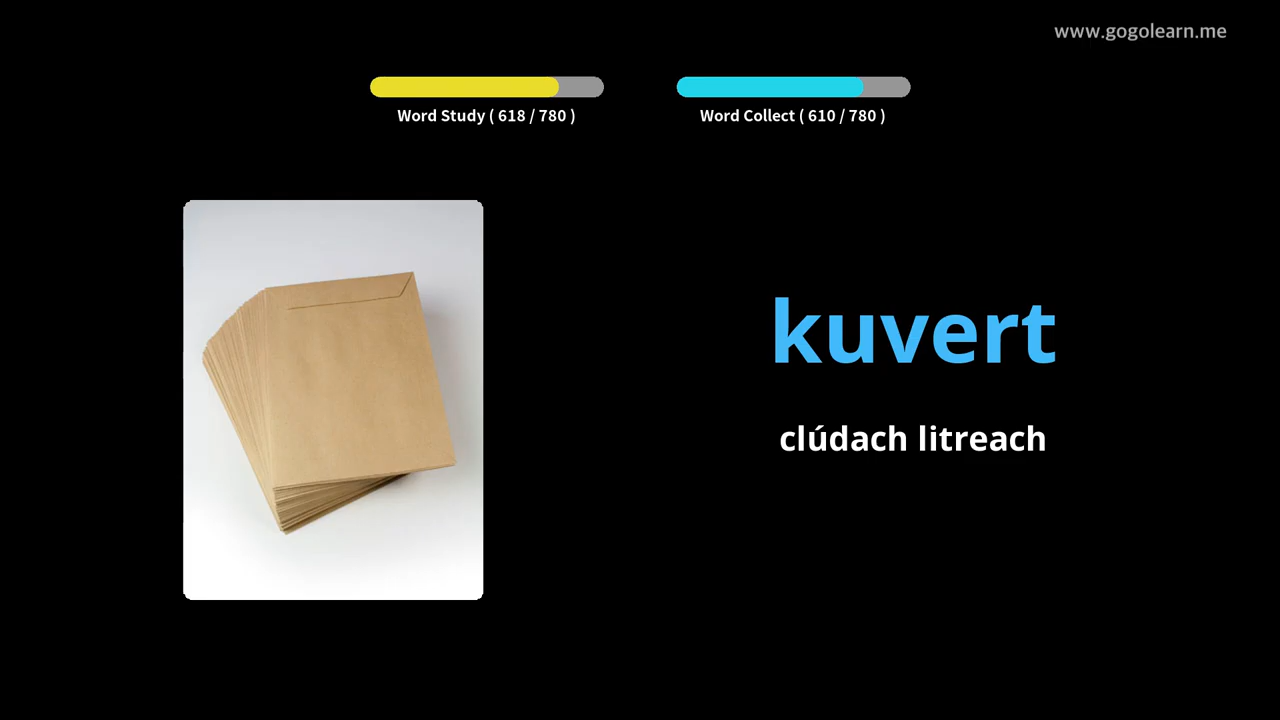 www.gogolearn.me
Word Study ( 618 / 780 )
Word Collect ( 610 / 780 )
kuvert
clúdach litreach